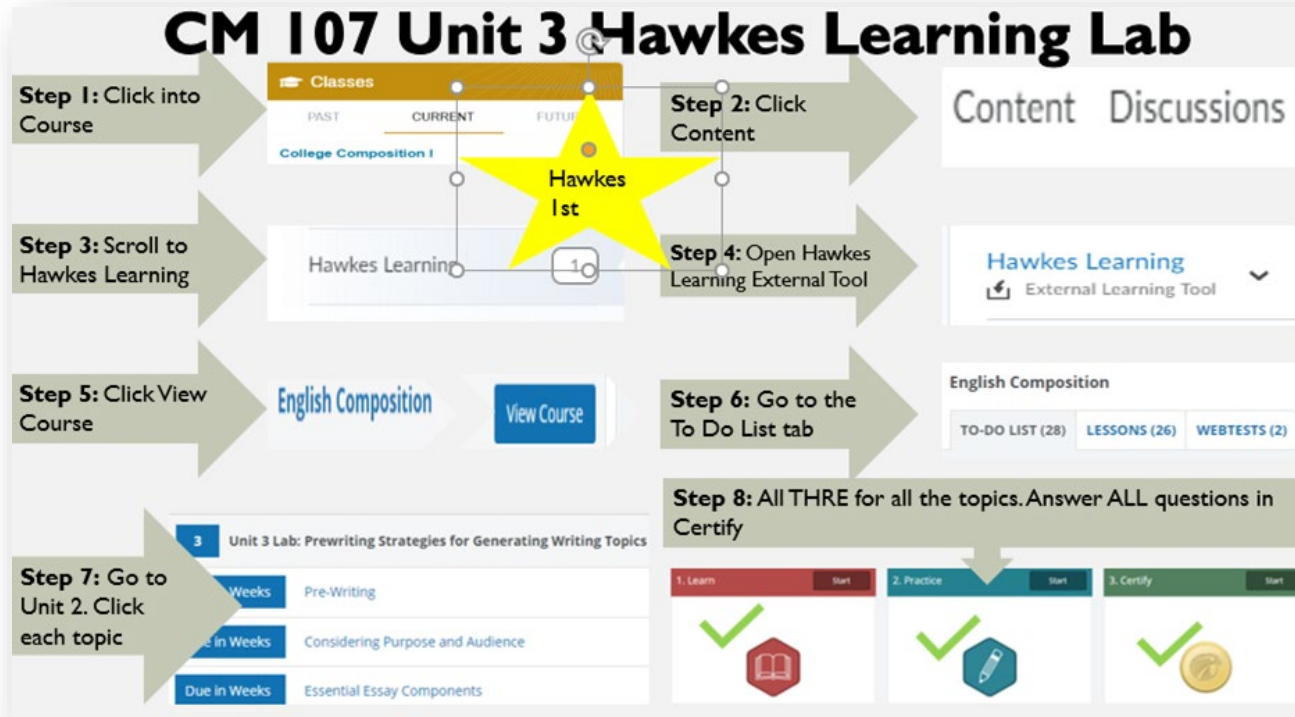 CM 107 Unit 3 Hawkes Learning Lab
Step 1: Click into
Course
Classes
PAST CURRENT
College Composition I
Hawkes
1st
Step 2: Click
Content
Content Discussions
Step 3: Scroll to
Hawkes Learning
Hawkes Learning 1
Step 4: Open Hawkes
Learning External Tool
Hawkes Learning
External Learning Tool
Step 5: Click View
Course
English Composition View Course
Step 6: Go to the
To Do List tab
English Composition
TO-DO LIST (28) LESSONS (26) WEBTESTS (2)
Step 7: Go to
Unit 2. Click
each topic
3 Unit 3 Lab: Prewriting Strategies for Generating Writing Topics
Weeks Pre-Writing
in Weeks Considering Purpose and Audience
Due in Weeks Essential Essay Components
Step 8: All THRE for all the topics. Answer ALL questions in
Certify
1. Learn Start 2. Practice Start 3. Certify Start